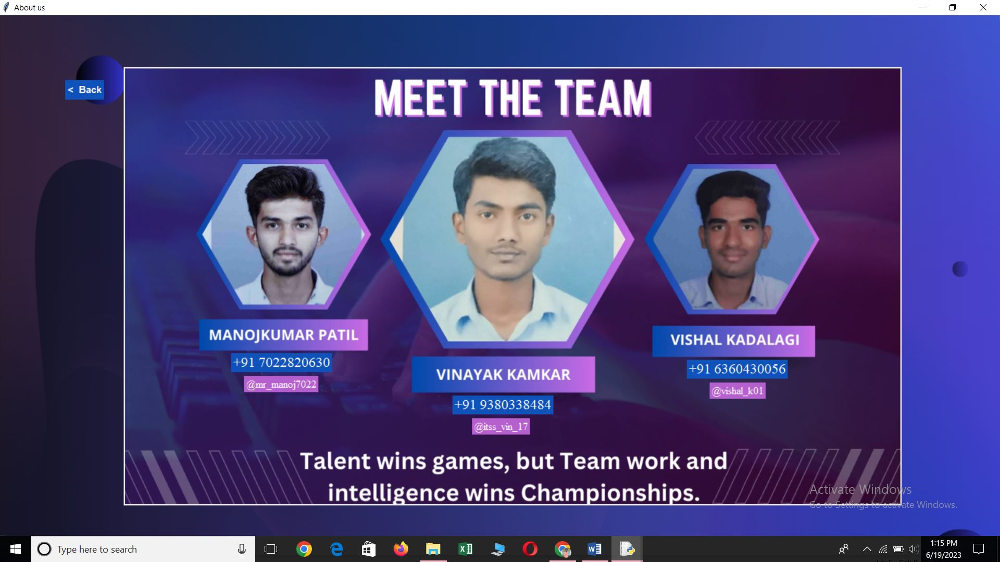 About us
< Back
MEET THE TEAM
MANOJKUMAR PATIL
+91 7022820630
@mr_manoj7022
VINAYAK KAMKAR
+91 9380338484
@itss_vin_17
VISHAL KADALAGI
+91 6360430056
@vishal_k01
Talent wins games, but Team work and
intelligence wins Championships.
Activate Windows
Go to Settings to activate Windows.
Type here to search
1:15 PM
6/19/2023